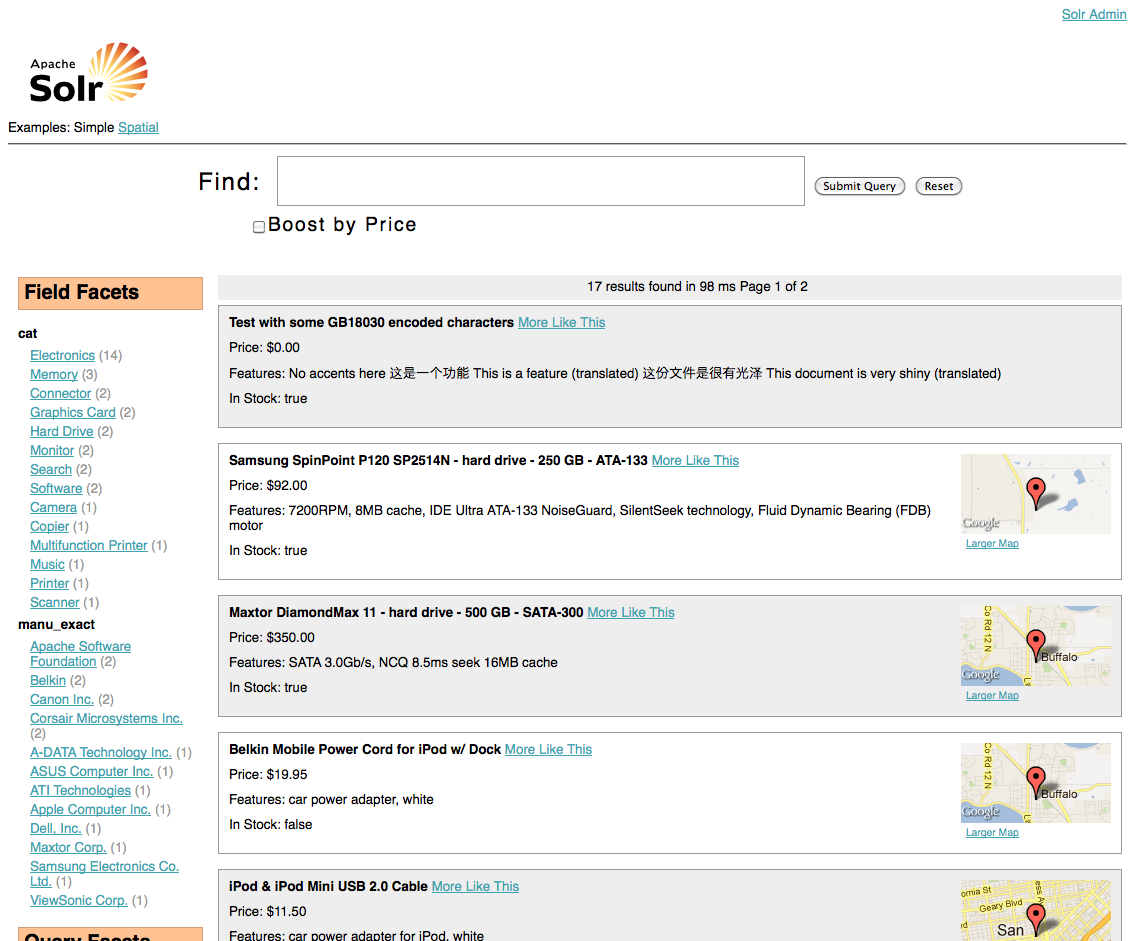 Solr Admin
Apache
Solr
Examples: Simple Spatial
Find:
Submit Query
Reset
Boost by Price
Field Facets
cat
Electronics (14)
Memory (3)
Connector (2)
Graphics Card (2)
Hard Drive (2)
Monitor (2)
Search (2)
Software (2)
Camera (1)
Copier (1)
Multifunction Printer (1)
Music (1)
Printer (1)
Scanner (1)
manu_exact
Apache Software
Foundation (2)
Belkin (2)
Canon Inc. (2)
Corsair Microsystems Inc.
(2)
A-DATA Technology Inc. (1)
ASUS Computer Inc. (1)
ATI Technologies (1)
Apple Computer Inc. (1)
Dell, Inc. (1)
Maxtor Corp. (1)
Samsung Electronics Co.
Ltd. (1)
ViewSonic Corp. (1)
Query Facets
17 results found in 98 ms Page 1 of 2
Test with some GB18030 encoded characters More Like This
Price: $0.00
Features: No accents here 这是一个功能 This is a feature (translated) 这份文件是很有光泽 This document is very shiny (translated)
In Stock: true
Samsung SpinPoint P120 SP2514N - hard drive - 250 GB - ATA-133 More Like This
Price: $92.00
Features: 7200RPM, 8MB cache, IDE Ultra ATA-133 NoiseGuard, SilentSeek technology, Fluid Dynamic Bearing (FDB)
motor
In Stock: true
Google
Larger Map
Maxtor DiamondMax 11 - hard drive - 500 GB - SATA-300 More Like This
Price: $350.00
Features: SATA 3.0Gb/s, NCQ 8.5ms seek 16MB cache
In Stock: true
Co Rd 12 N
Buffalo
Google
Larger Map
Belkin Mobile Power Cord for iPod w/ Dock More Like This
Price: $19.95
Features: car power adapter, white
In Stock: false
Co Rd 12 N
Buffalo
Google
Larger Map
iPod & iPod Mini USB 2.0 Cable More Like This
Price: $11.50
Features: car power adapter for iPod, white
Geary Blvd
San